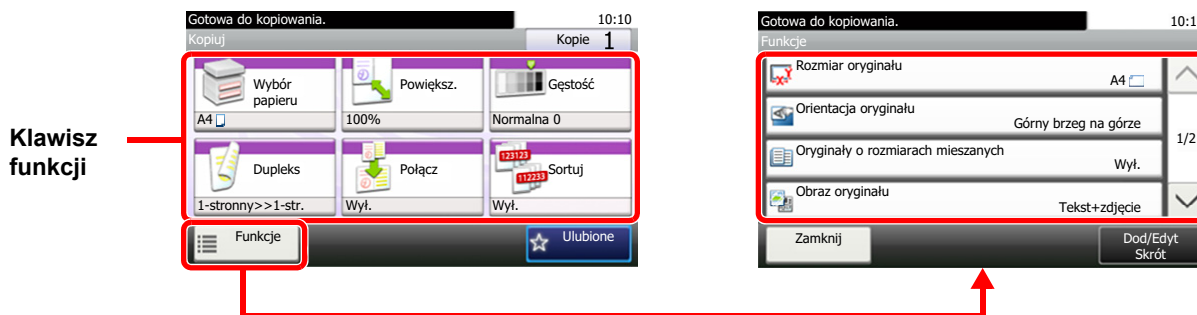 Klawisz
funkcji
Gotowa do kopiowania.
10:10
Kopiuj
Kopie 1
Wybór
papieru
A4
Powiększ.
100%
Gęstość
Normalna 0
Dupleks
1-stronny>>1-str.
Połącz
Wył.
123123
112233
Sortuj
Wył.
Funkcje
Ulubione
Gotowa do kopiowania.
10:1
Funkcje
Rozmiar oryginału
A4
Orientacja oryginału
Górny brzeg na górze
Oryginały o rozmiarach mieszanych
Wył.
Obraz oryginału
Tekst+zdjęcie
1/2
Zamknij
Dod/Edyt
Skrót